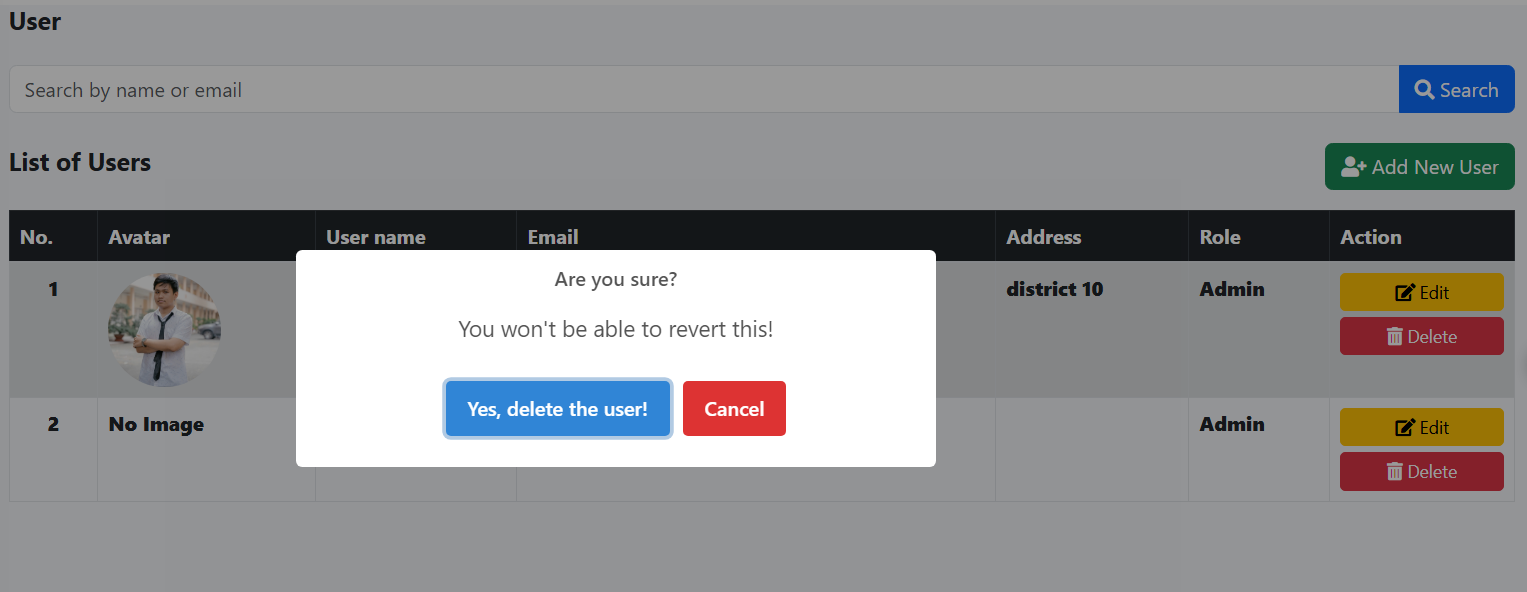 User
Search by name or email
Search
List of Users
Add New User
No. Avatar User name Email Address Role Action
Are you sure?
You won't be able to revert this!
Yes, delete the user! Cancel
1 district 10 Admin Edit
Delete
2 No Image Admin Edit
Delete